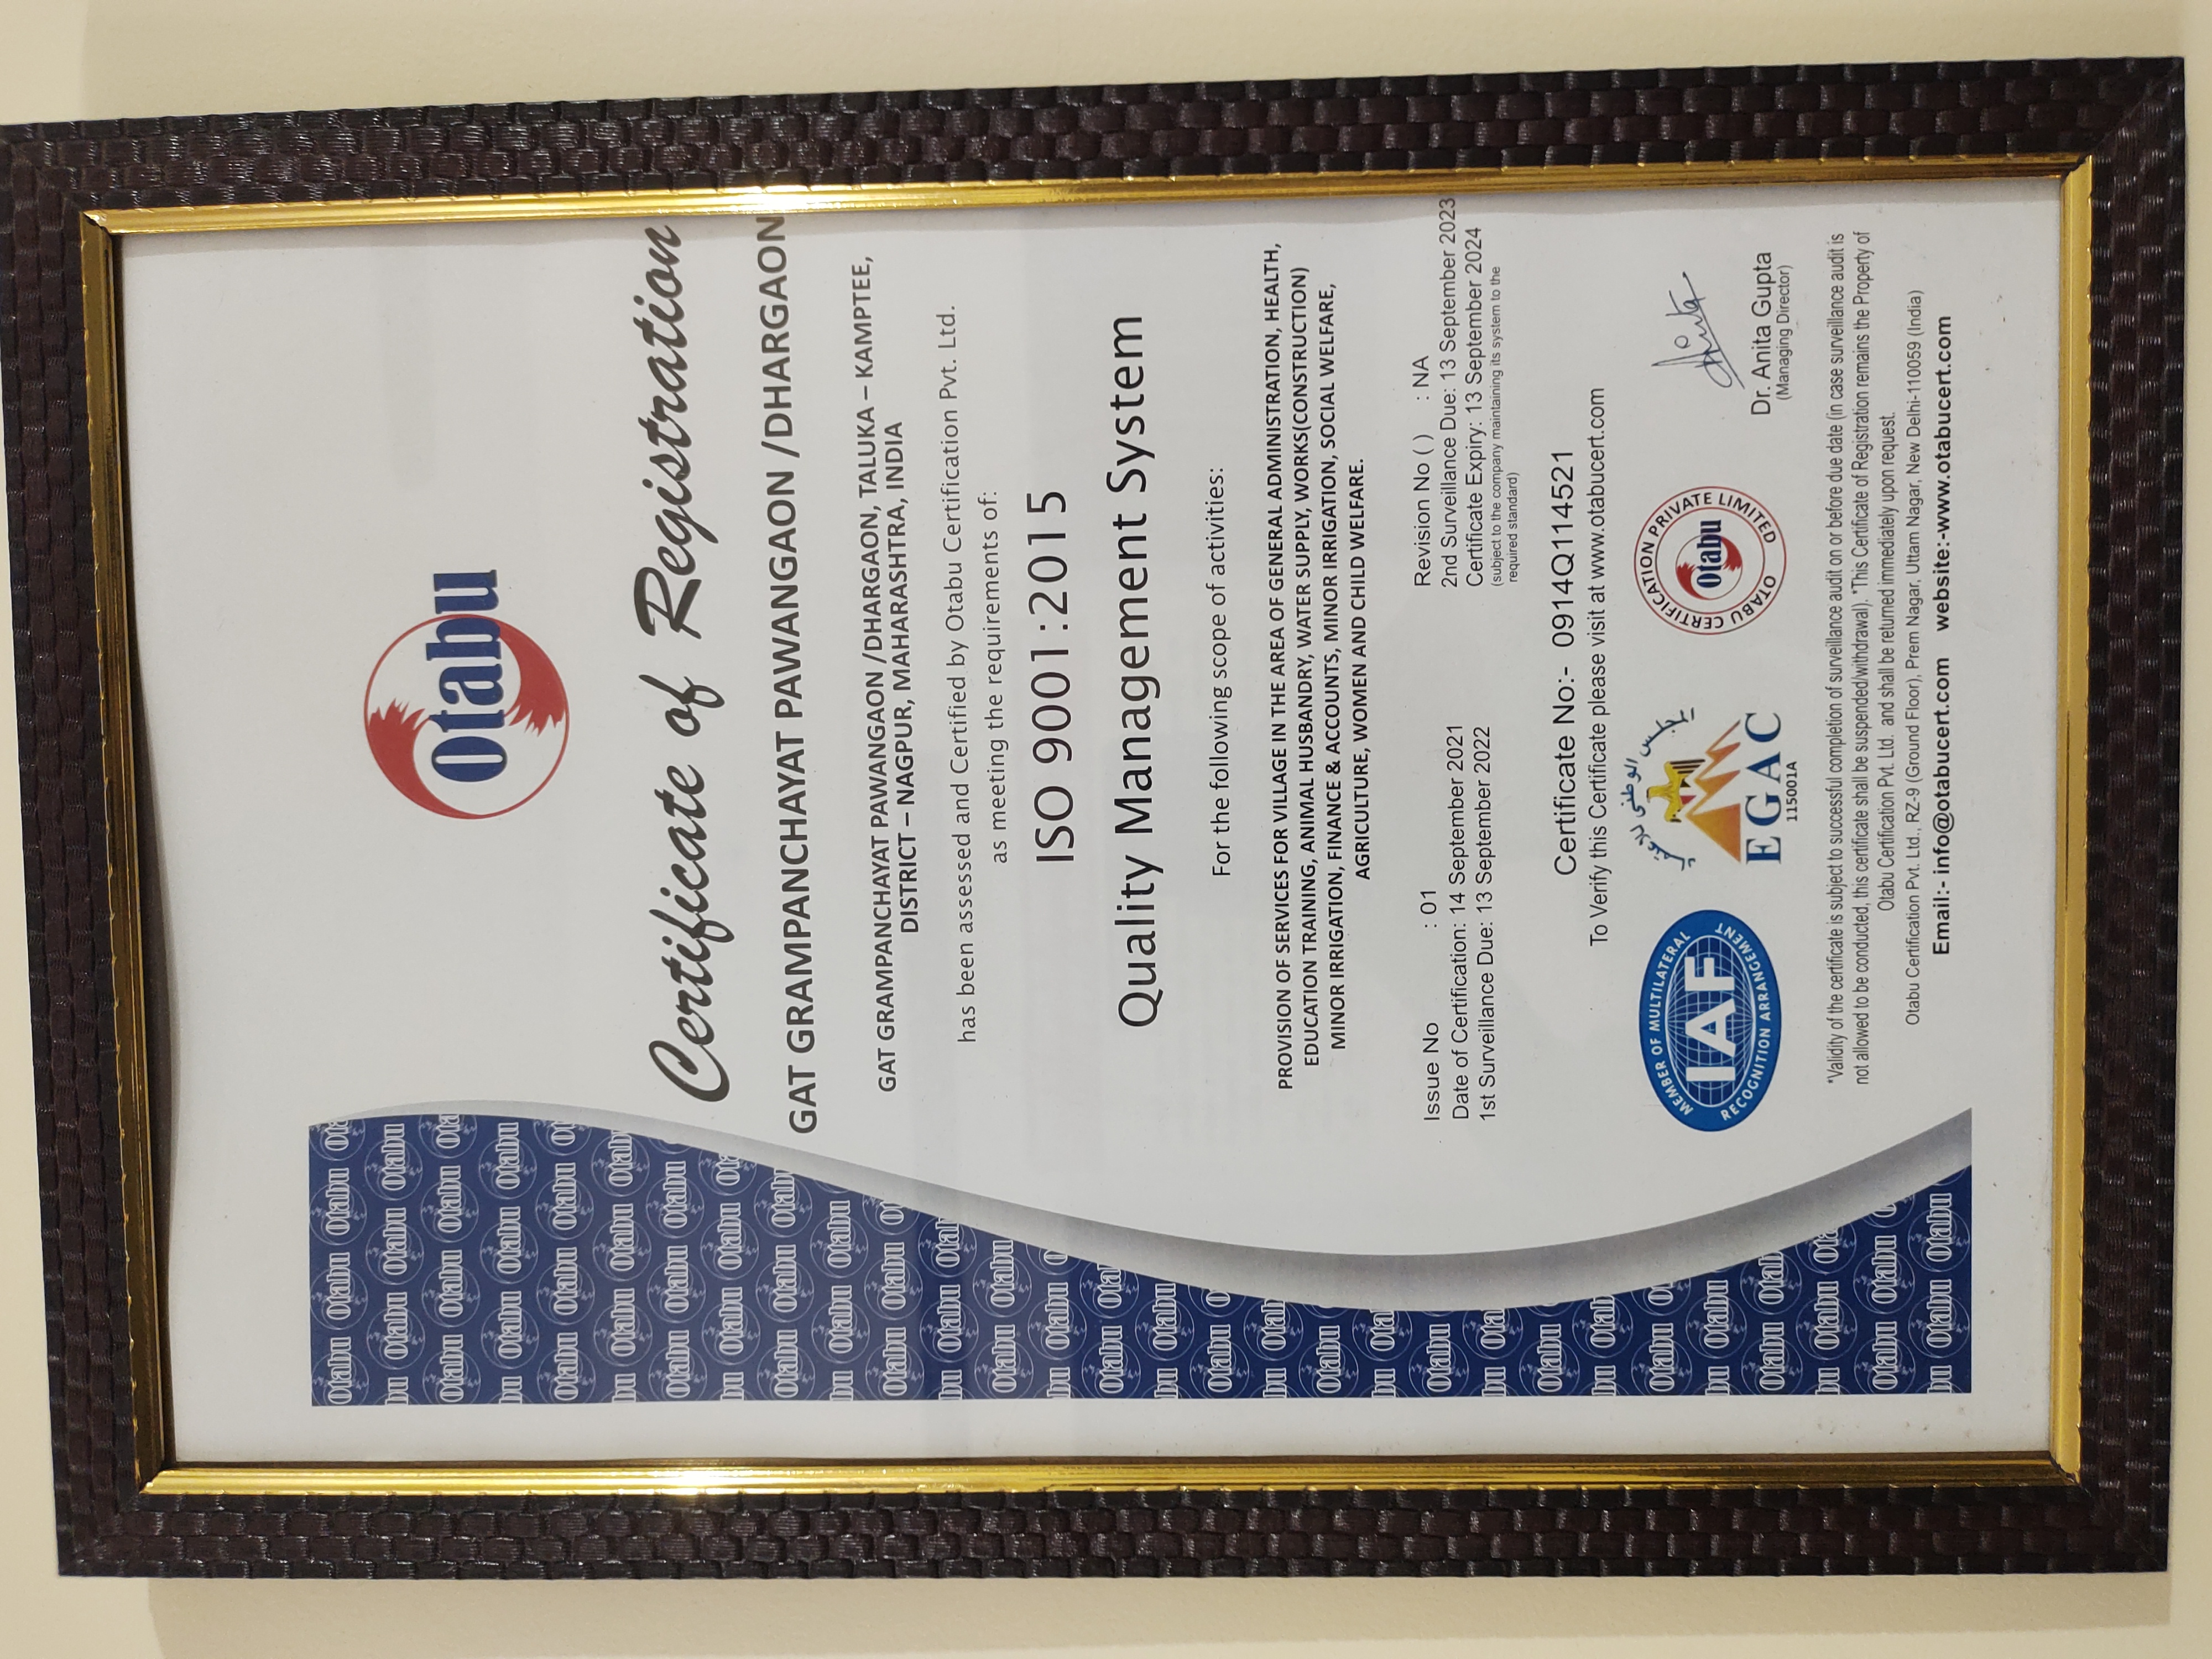 Otabu
Certificate of Registration
GAT GRAMPANCHAYAT PAWANGAON /DHARGAON
GAT GRAMPANCHAYAT PAWANGAON /DHARGAON, TALUKA – KAMPTEE,
DISTRICT – NAGPUR, MAHARASHTRA, INDIA
has been assessed and Certified by Otabu Certification Pvt. Ltd.
as meeting the requirements of:
ISO 9001:2015
Quality Management System
For the following scope of activities:
PROVISION OF SERVICES FOR VILLAGE IN THE AREA OF GENERAL ADMINISTRATION, HEALTH,
EDUCATION TRAINING, ANIMAL HUSBANDRY, WATER SUPPLY, WORKS(CONSTRUCTION)
MINOR IRRIGATION, FINANCE & ACCOUNTS, MINOR IRRIGATION, SOCIAL WELFARE,
AGRICULTURE, WOMEN AND CHILD WELFARE.
Issue No : 01
Date of Certification: 14 September 2021
1st Surveillance Due: 13 September 2022
Revision No ( ) : NA
2nd Surveillance Due: 13 September 2023
Certificate Expiry: 13 September 2024
(subject to the company maintaining its system to the
required standard)
Certificate No:- 0914Q114521
To Verify this Certificate please visit at www.otabucert.com
MEMBER OF MULTILATERAL
IAF
RECOGNITION ARRANGEMENT
المجلس الوطنى للاعتماد
EGAC
115001A
OTABU CERTIFICATION PRIVATE LIMITED
Otabu
Anita
Dr. Anita Gupta
(Managing Director)
*Validity of the certificate is subject to successful completion of surveillance audit on or before due date (in case surveillance audit is
not allowed to be conducted, this certificate shall be suspended/withdrawal). *This Certificate of Registration remains the Property of
Otabu Certification Pvt. Ltd. and shall be returned immediately upon request.
Otabu Certification Pvt. Ltd., RZ-9 (Ground Floor), Prem Nagar, Uttam Nagar, New Delhi-110059 (India)
Email:- info@otabucert.com website:-www.otabucert.com